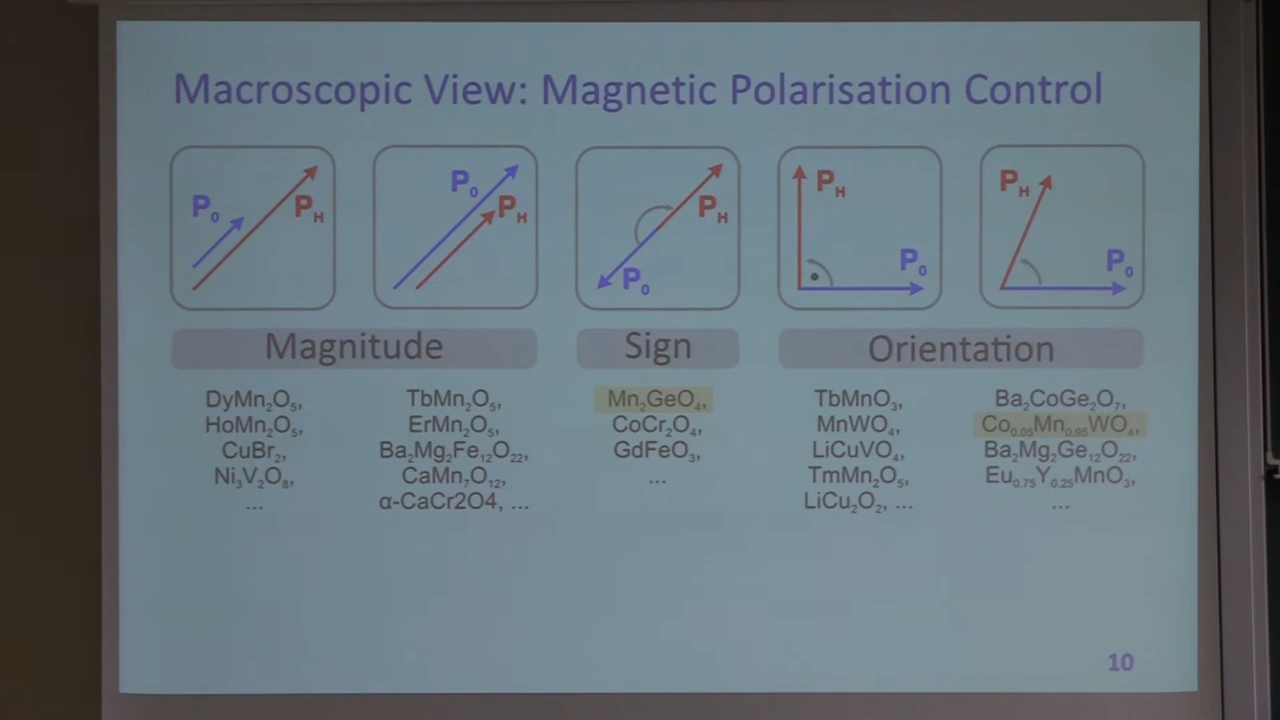 Macroscopic View: Magnetic Polarisation Control
P₀ P_H
P₀ P_H
P_H P₀
P_H P₀
P_H P₀
Magnitude
Sign
Orientation
DyMn₂O₅,
HoMn₂O₅,
CuBr₂,
Ni₃V₂O₈,
...
TbMn₂O₅,
ErMn₂O₅,
Ba₂Mg₂Fe₁₂O₂₂,
CaMn₇O₁₂,
α-CaCr2O4, ...
Mn₂GeO₄,
CoCr₂O₄,
GdFeO₃,
...
TbMnO₃,
MnWO₄,
LiCuVO₄,
TmMn₂O₅,
LiCu₂O₂, ...
Ba₂CoGe₂O₇,
Co₀.₀₅Mn₀.₉₅WO₄,
Ba₂Mg₂Ge₁₂O₂₂,
Eu₀.₇₅Y₀.₂₅MnO₃,
...
10